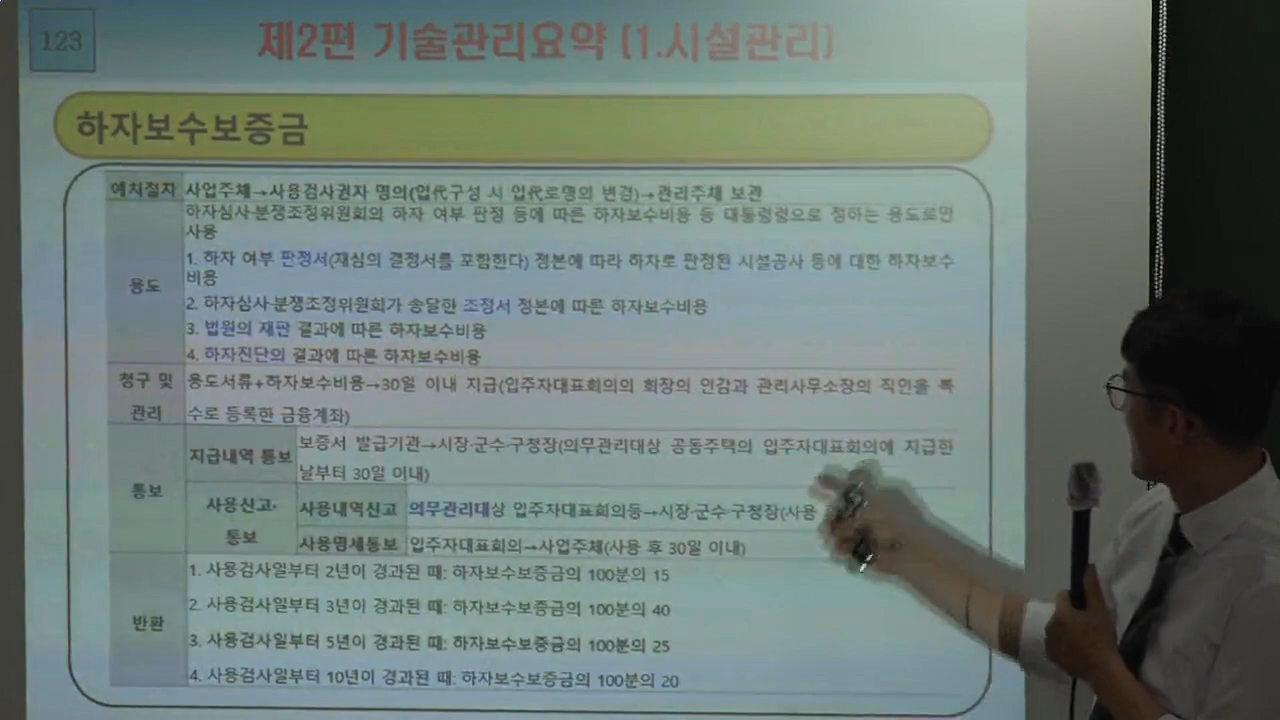 123
제2편 기술관리요약 (1.시설관리)
하자보수보증금
예치절차 사업주체→사용검사권자 명의(입代구성 시 입代로명의 변경)→관리주체 보관
용도
하자심사·분쟁조정위원회의 하자 여부 판정 등에 따른 하자보수비용 등 대통령령으로 정하는 용도로만
사용
1. 하자 여부 판정서(재심의 결정서를 포함한다) 정본에 따라 하자로 판정된 시설공사 등에 대한 하자보수
비용
2. 하자심사·분쟁조정위원회가 송달한 조정서 정본에 따른 하자보수비용
3. 법원의 재판 결과에 따른 하자보수비용
4. 하자진단의 결과에 따른 하자보수비용
청구 및
관리
용도서류+하자보수비용→30일 이내 지급(입주자대표회의의 회장의 인감과 관리사무소장의 직인을 복
수로 등록한 금융계좌)
통보
지급내역 통보
보증서 발급기관→시장·군수·구청장(의무관리대상 공동주택의 입주자대표회의에 지급한
날부터 30일 이내)
사용신고·
통보
사용내역신고 의무관리대상 입주자대표회의등→시장·군수·구청장(사용
사용명세통보 입주자대표회의→사업주체(사용 후 30일 이내)
반환
1. 사용검사일부터 2년이 경과된 때: 하자보수보증금의 100분의 15
2. 사용검사일부터 3년이 경과된 때: 하자보수보증금의 100분의 40
3. 사용검사일부터 5년이 경과된 때: 하자보수보증금의 100분의 25
4. 사용검사일부터 10년이 경과된 때: 하자보수보증금의 100분의 20